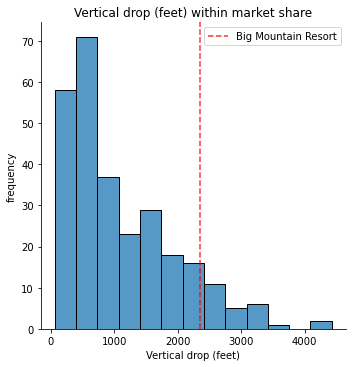 Vertical drop (feet) within market share
Big Mountain Resort
frequency
70
60
50
40
30
20
10
0
0 1000 2000 3000 4000
Vertical drop (feet)